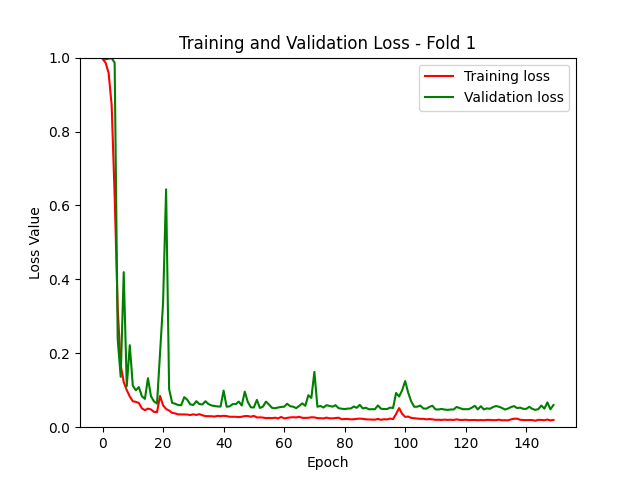 Training and Validation Loss - Fold 1
Training loss
Validation loss
Loss Value
1.0
0.8
0.6
0.4
0.2
0.0
0 20 40 60 80 100 120 140
Epoch